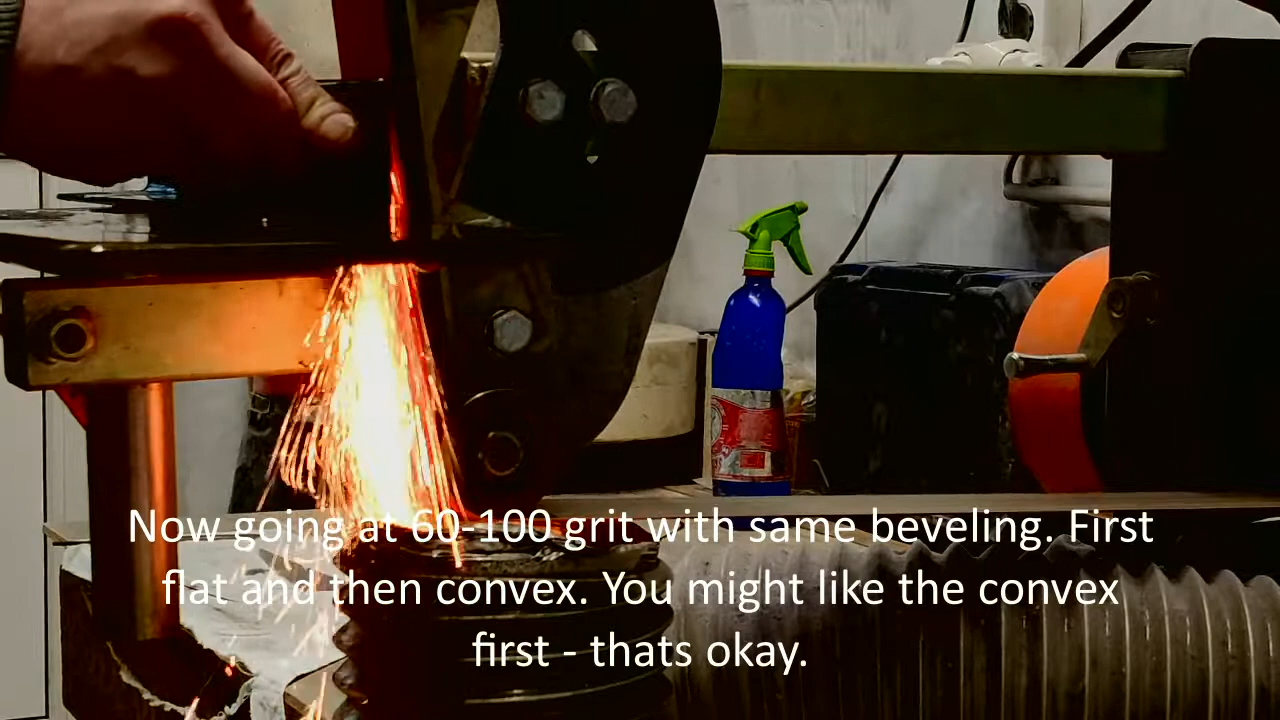 Now going at 60-100 grit with same beveling. First
flat and then convex. You might like the convex
first - thats okay.